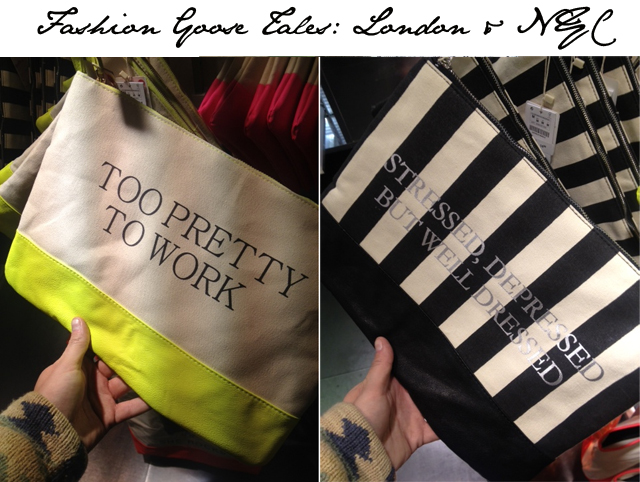 Fashion Goose Tales: London & NYC
TOO PRETTY
TO WORK
STRESSED, DEPRESSED
BUT WELL DRESSED